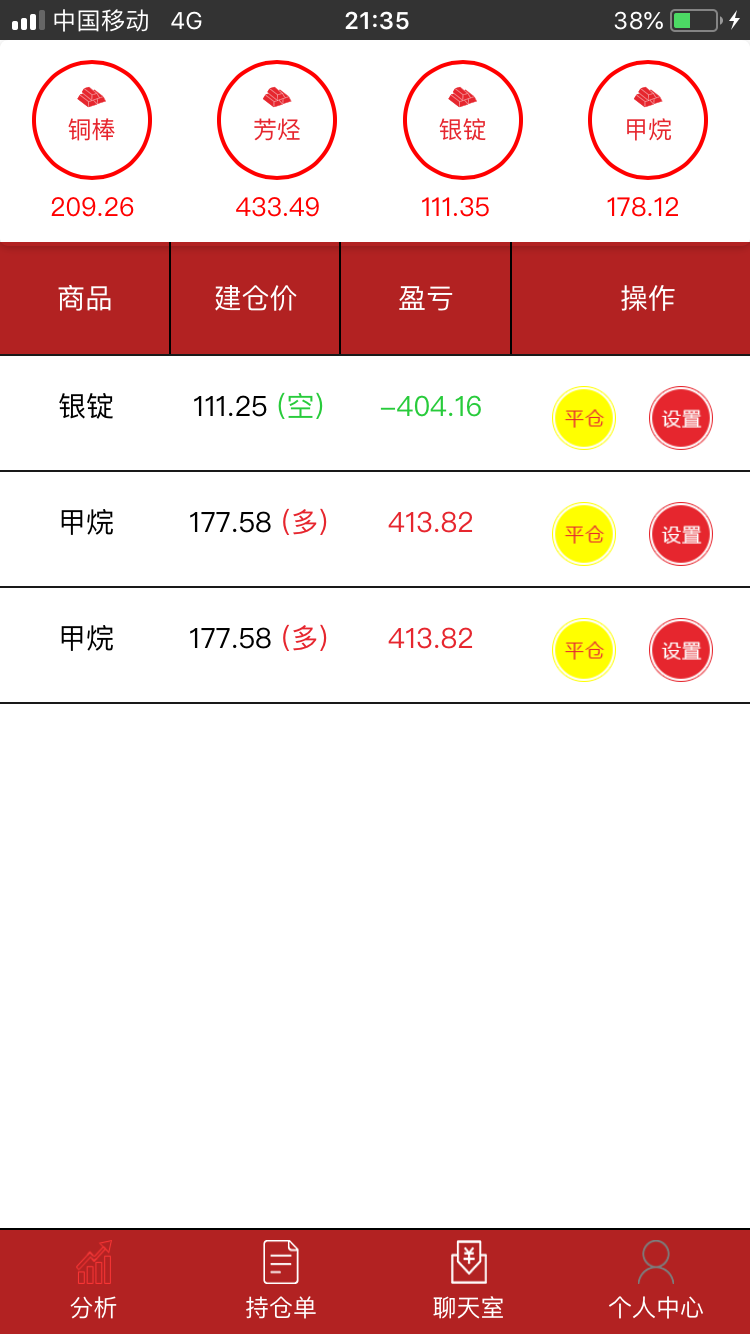 中国移动 4G 21:35 38%
铜棒 芳烃 银锭 甲烷
209.26 433.49 111.35 178.12
商品 建仓价 盈亏 操作
银锭 111.25 (空) -404.16 平仓 设置
甲烷 177.58 (多) 413.82 平仓 设置
甲烷 177.58 (多) 413.82 平仓 设置
分析 持仓单 聊天室 个人中心